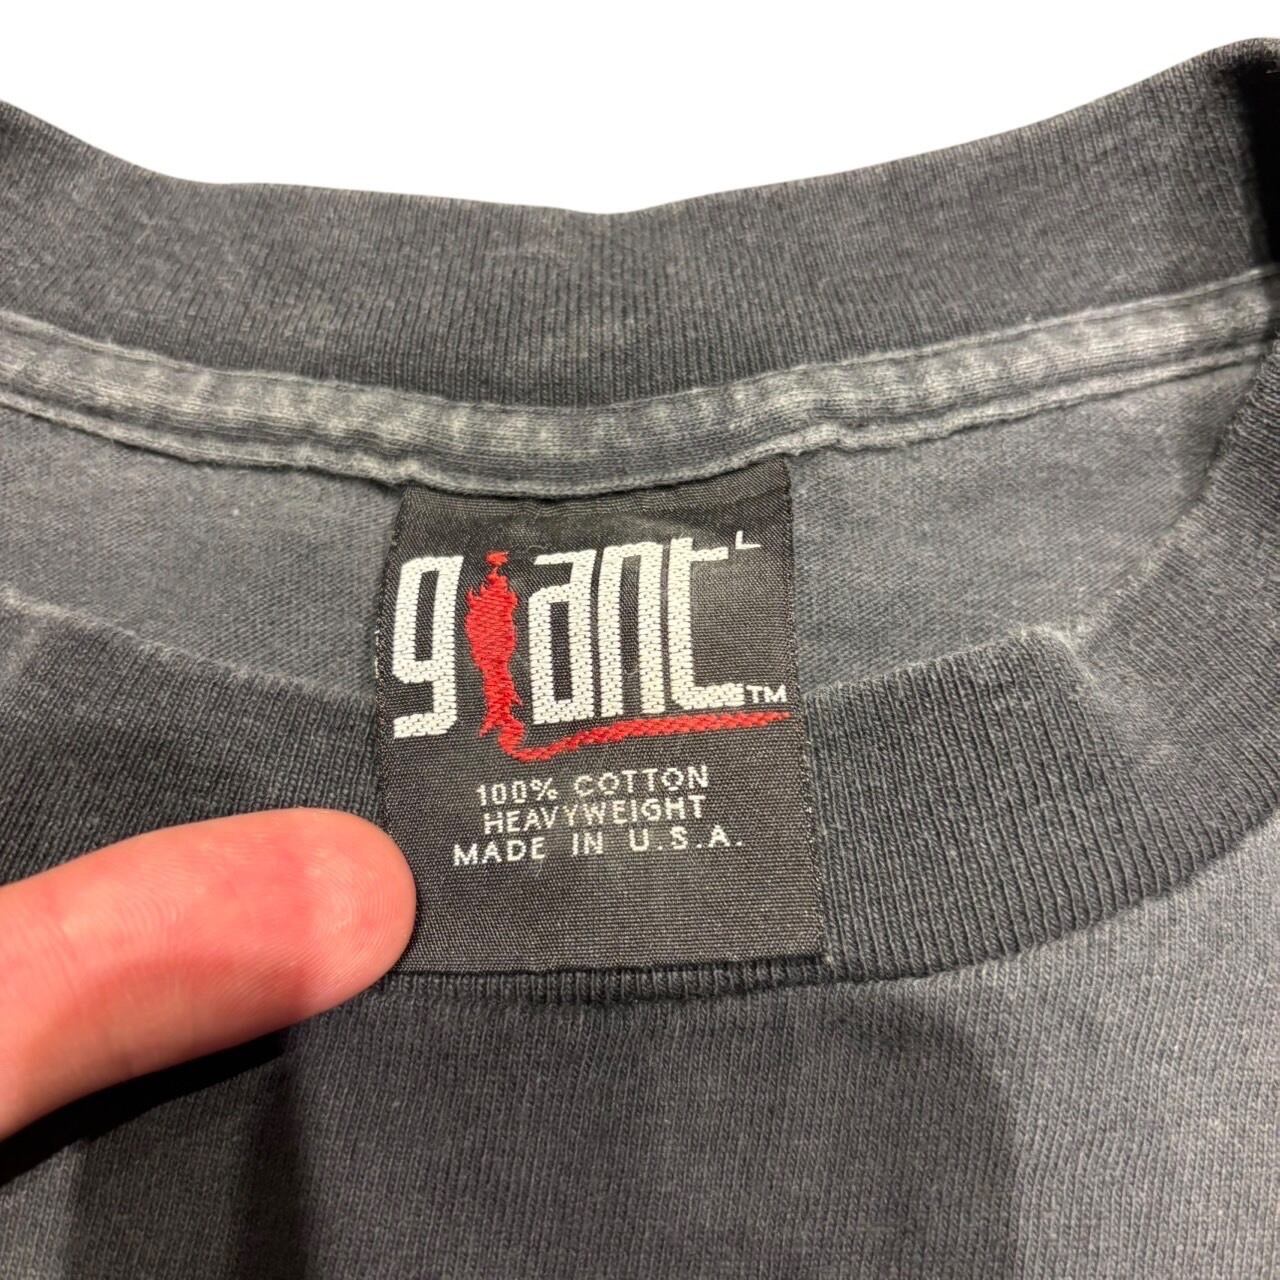 giant L
TM
100% COTTON
HEAVYWEIGHT
MADE IN U.S.A.